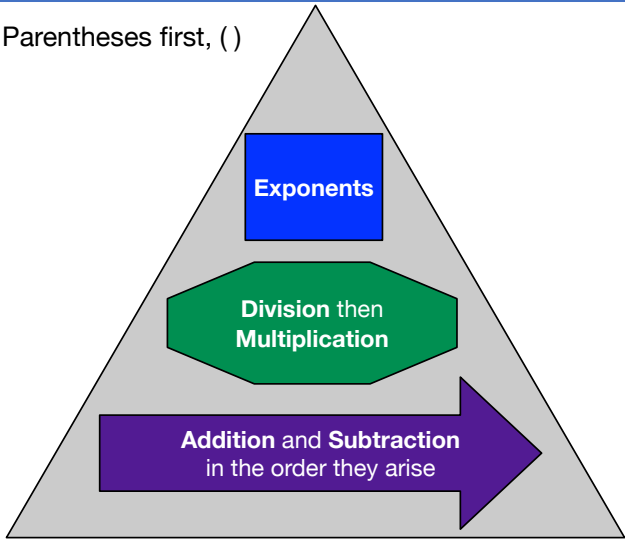 Parentheses first, ( )
Exponents
Division then
Multiplication
Addition and Subtraction
in the order they arise